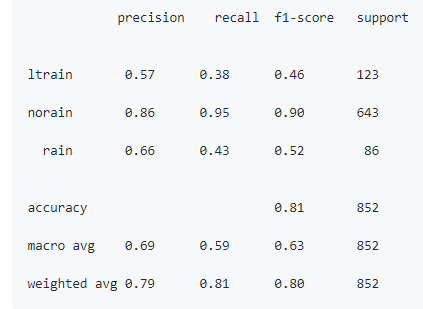 precision recall f1-score support
ltrain 0.57 0.38 0.46 123
norain 0.86 0.95 0.90 643
rain 0.66 0.43 0.52 86
accuracy 0.81 852
macro avg 0.69 0.59 0.63 852
weighted avg 0.79 0.81 0.80 852